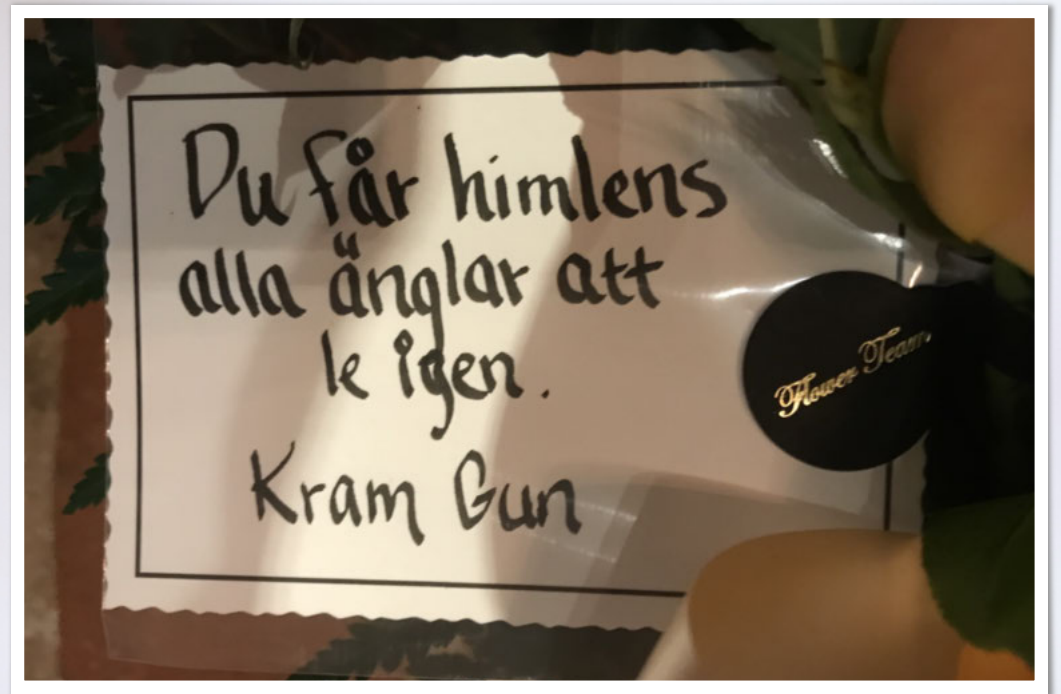 Du får himlens
alla änglar att
le igen.
Kram Gun
Flower Team